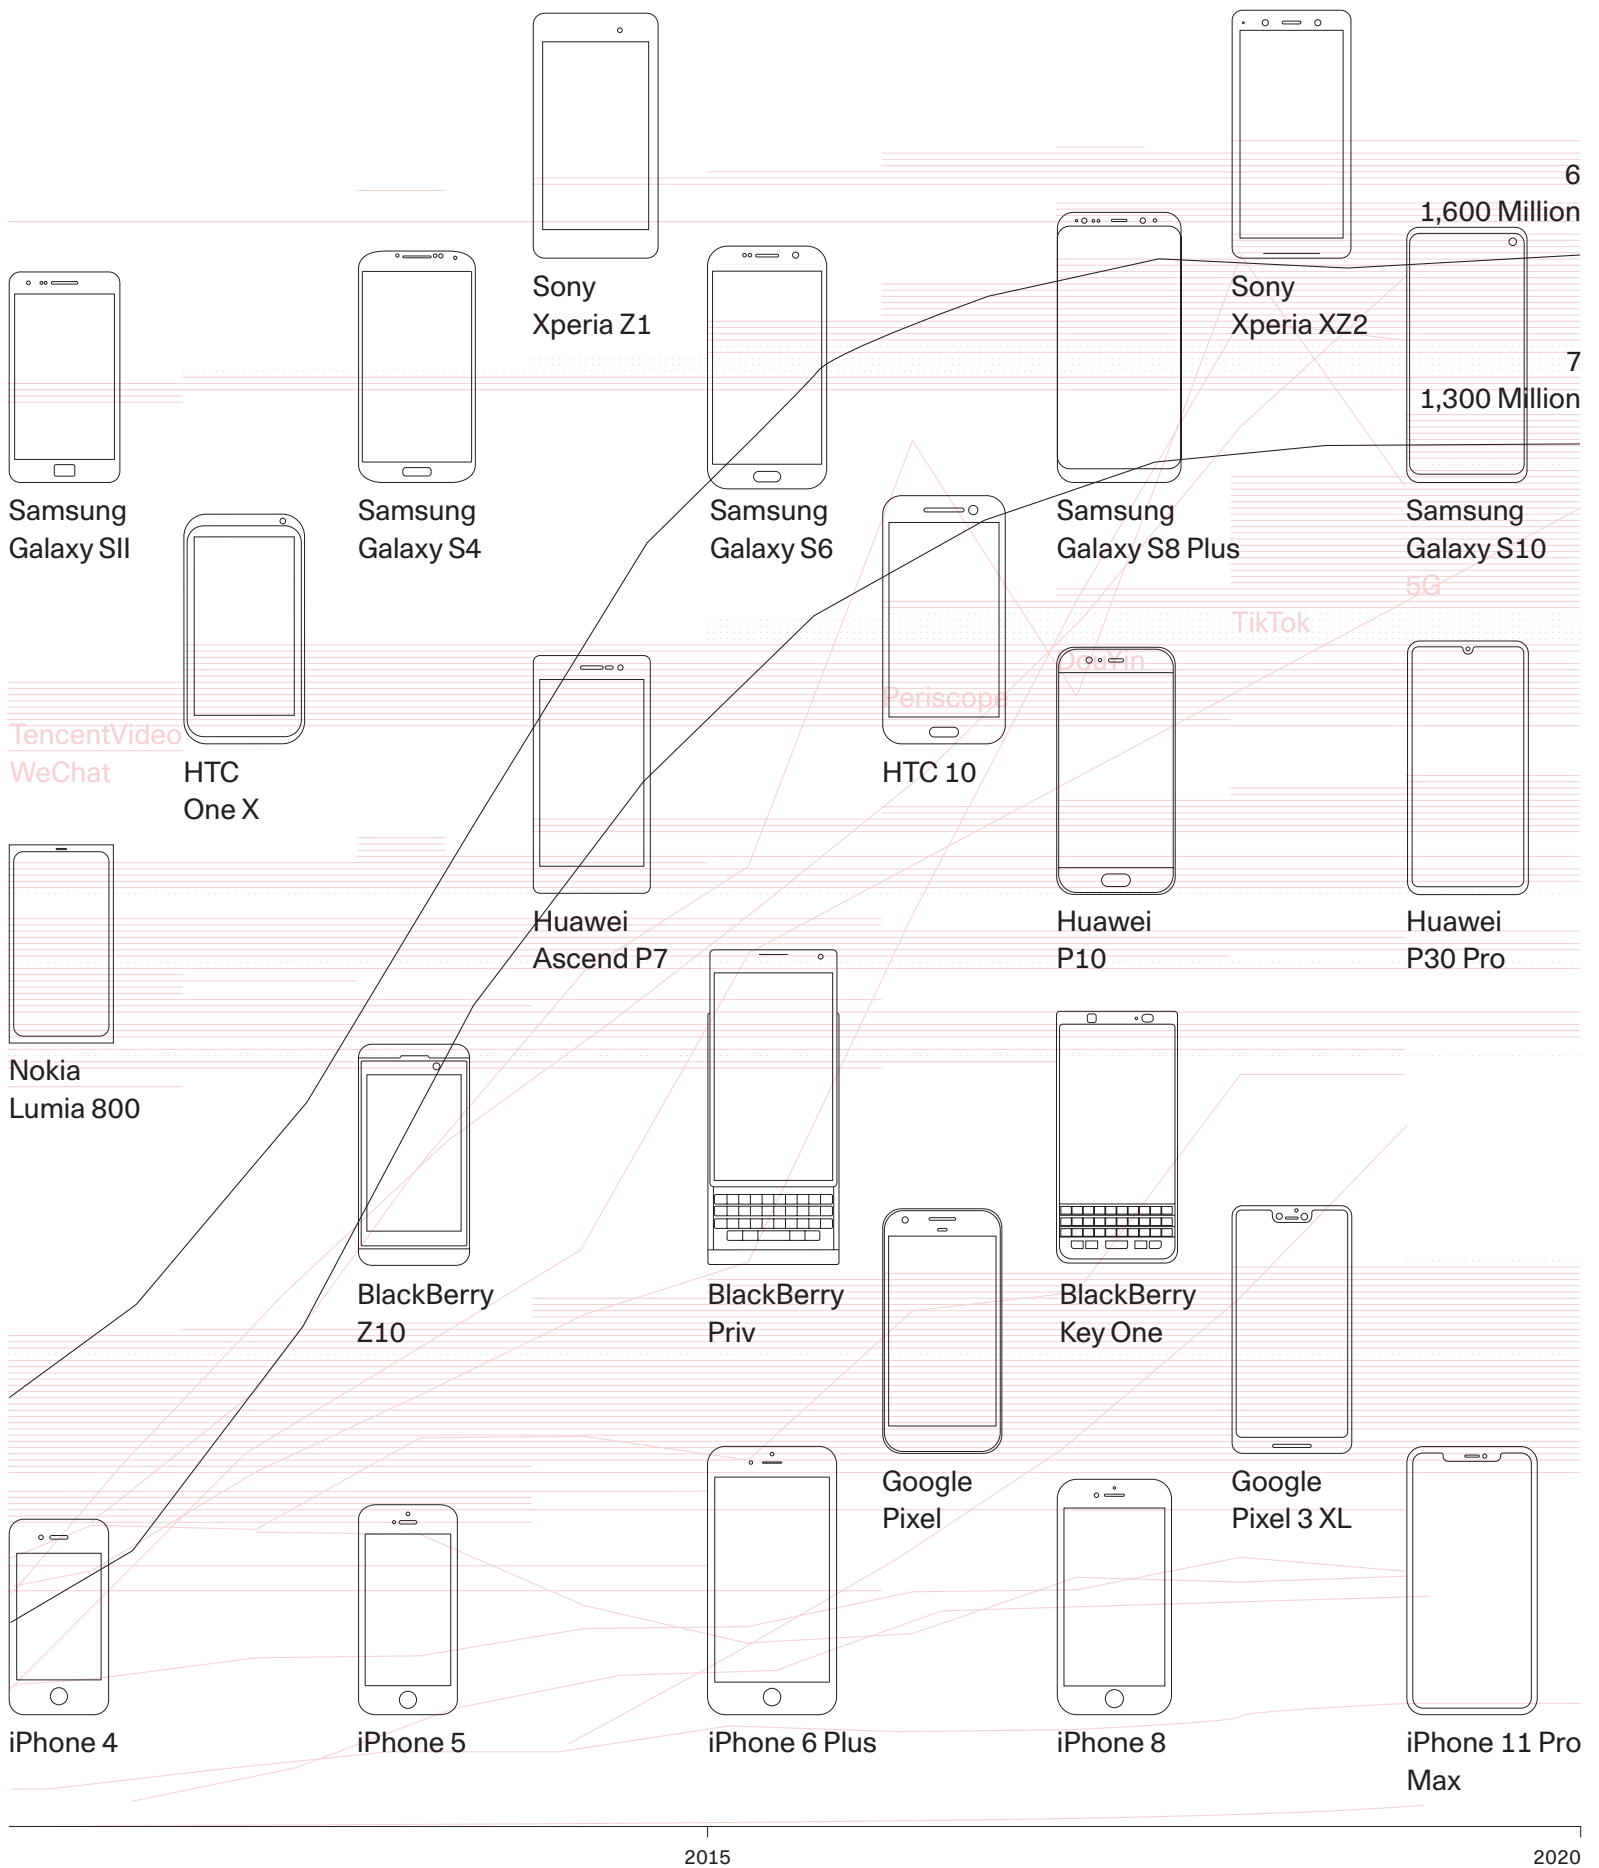 6
1,600 Million
Sony
Xperia Z1
Sony
Xperia XZ2
7
1,300 Million
Samsung
Galaxy SII
Samsung
Galaxy S4
Samsung
Galaxy S6
Samsung
Galaxy S8 Plus
Samsung
Galaxy S10
5G
TikTok
DouYin
Periscope
TencentVideo
WeChat
HTC
One X
HTC 10
Huawei
Ascend P7
Huawei
P10
Huawei
P30 Pro
Nokia
Lumia 800
BlackBerry
Z10
BlackBerry
Priv
BlackBerry
Key One
Google
Pixel
Google
Pixel 3 XL
iPhone 4
iPhone 5
iPhone 6 Plus
iPhone 8
iPhone 11 Pro
Max
2015
2020